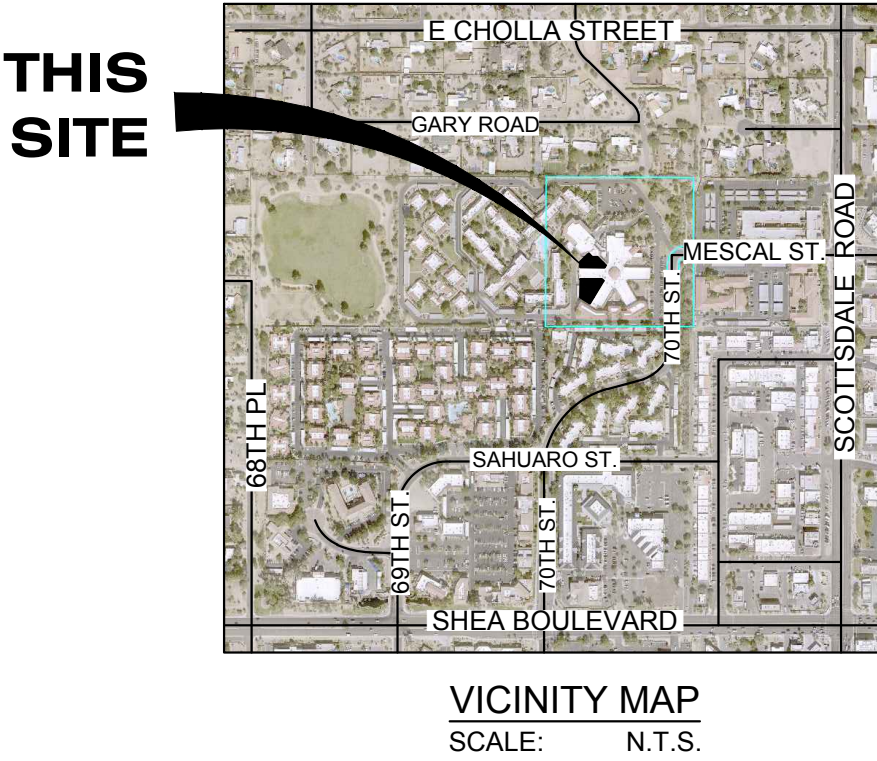 E CHOLLA STREET
THIS
SITE
GARY ROAD
MESCAL ST.
70TH ST.
SCOTTSDALE ROAD
68TH PL
SAHUARO ST.
69TH ST.
70TH ST.
SHEA BOULEVARD
VICINITY MAP
SCALE: N.T.S.